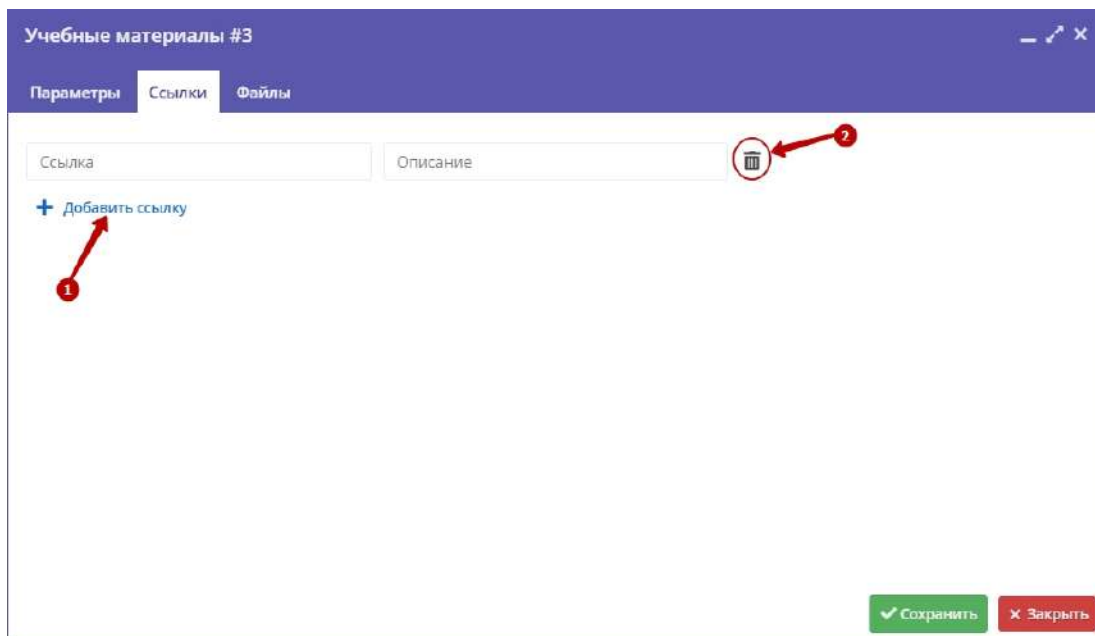 Учебные материалы #3
Параметры Ссылки Файлы
Ссылка Описание 2
Добавить ссылку
1
Сохранить Закрыть